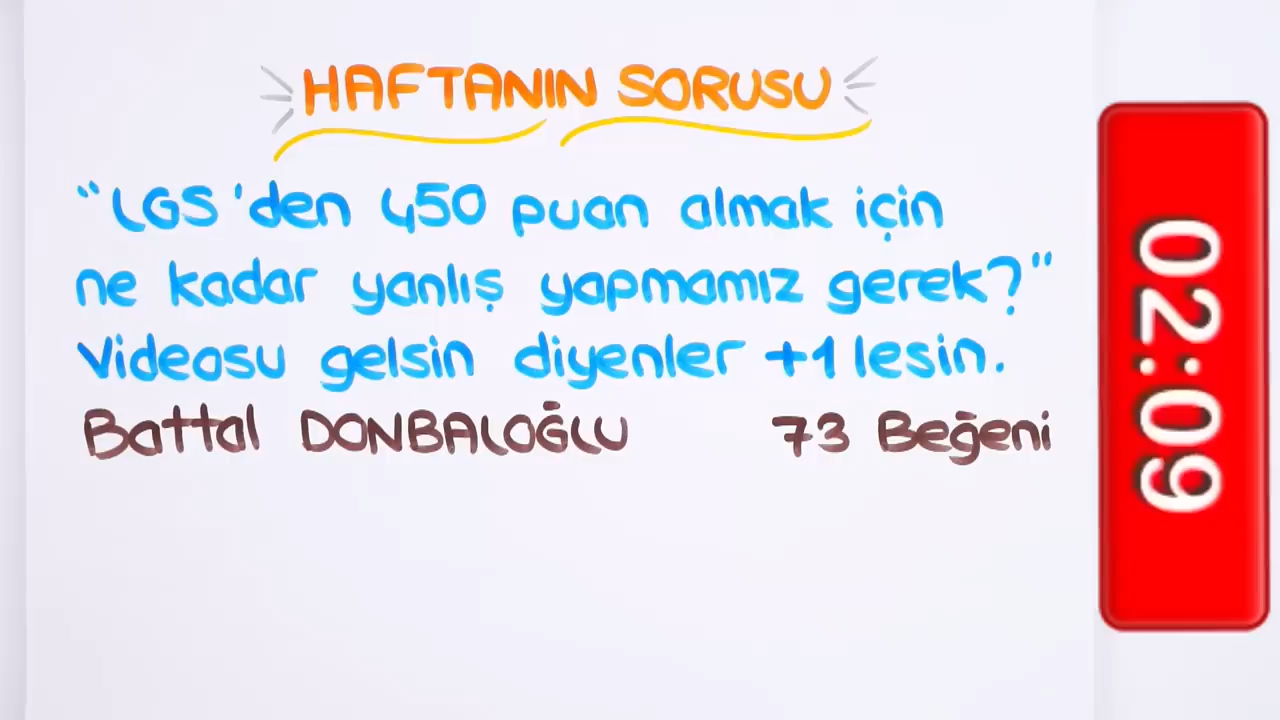 HAFTANIN SORUSU
"LGS'den 450 puan almak için
ne kadar yanlış yapmamız gerek?"
Videosu gelsin diyenler +1 lesin.
Battal DONBALOĞLU 73 Beğeni
02:09